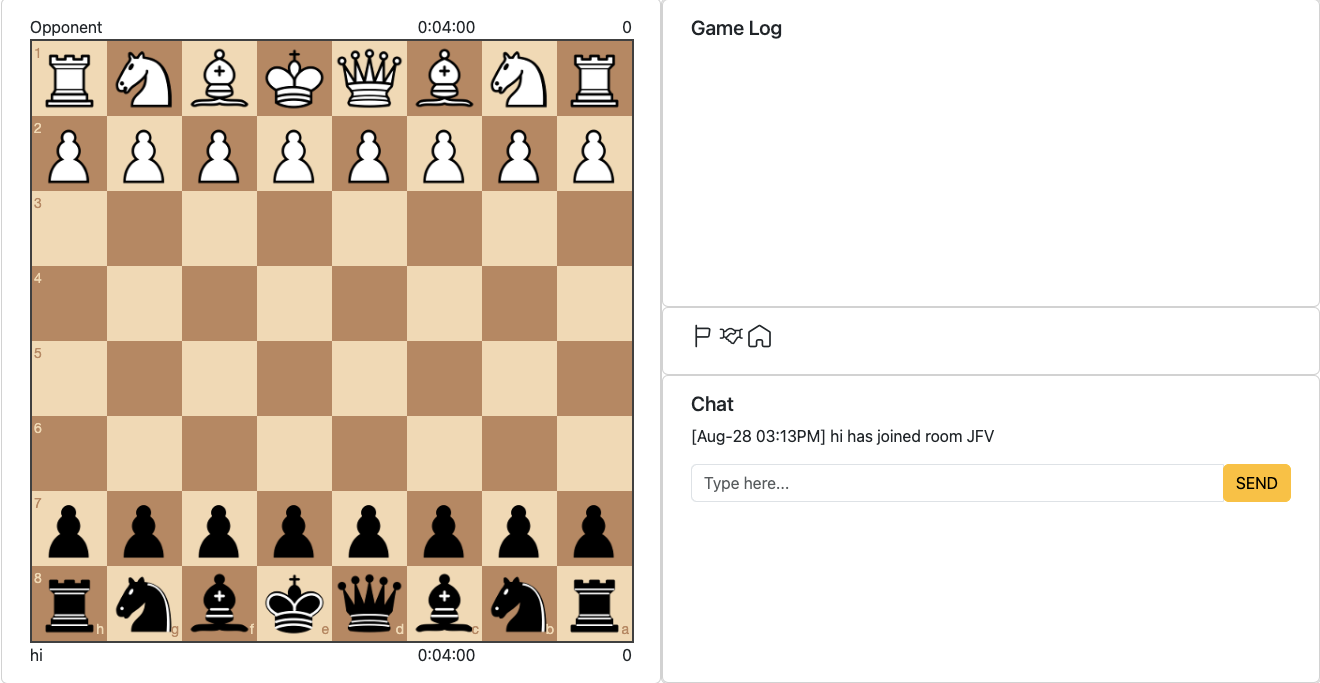 Opponent 0:04:00 0
1
2
3
4
5
6
7
8
h g f e d c b a
hi 0:04:00 0
Game Log
Chat
[Aug-28 03:13PM] hi has joined room JFV
Type here... SEND